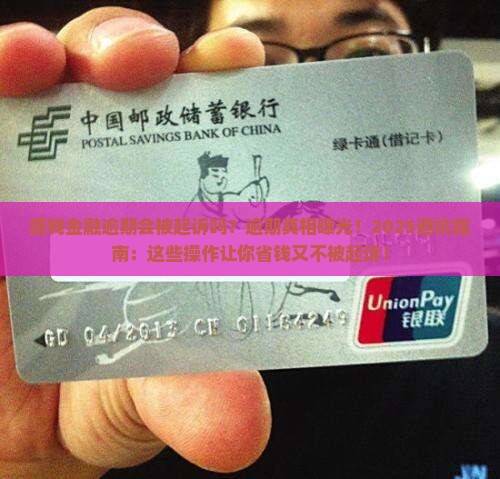 中国邮政储蓄银行
POSTAL SAVINGS BANK OF CHINA
绿卡通(借记卡)
金融逾期会被起诉吗?逾期真相曝光!2025避坑指
南:这些操作让你省钱又不被起诉!
UnionPay
银联
GD 04/2013 CN 01164249